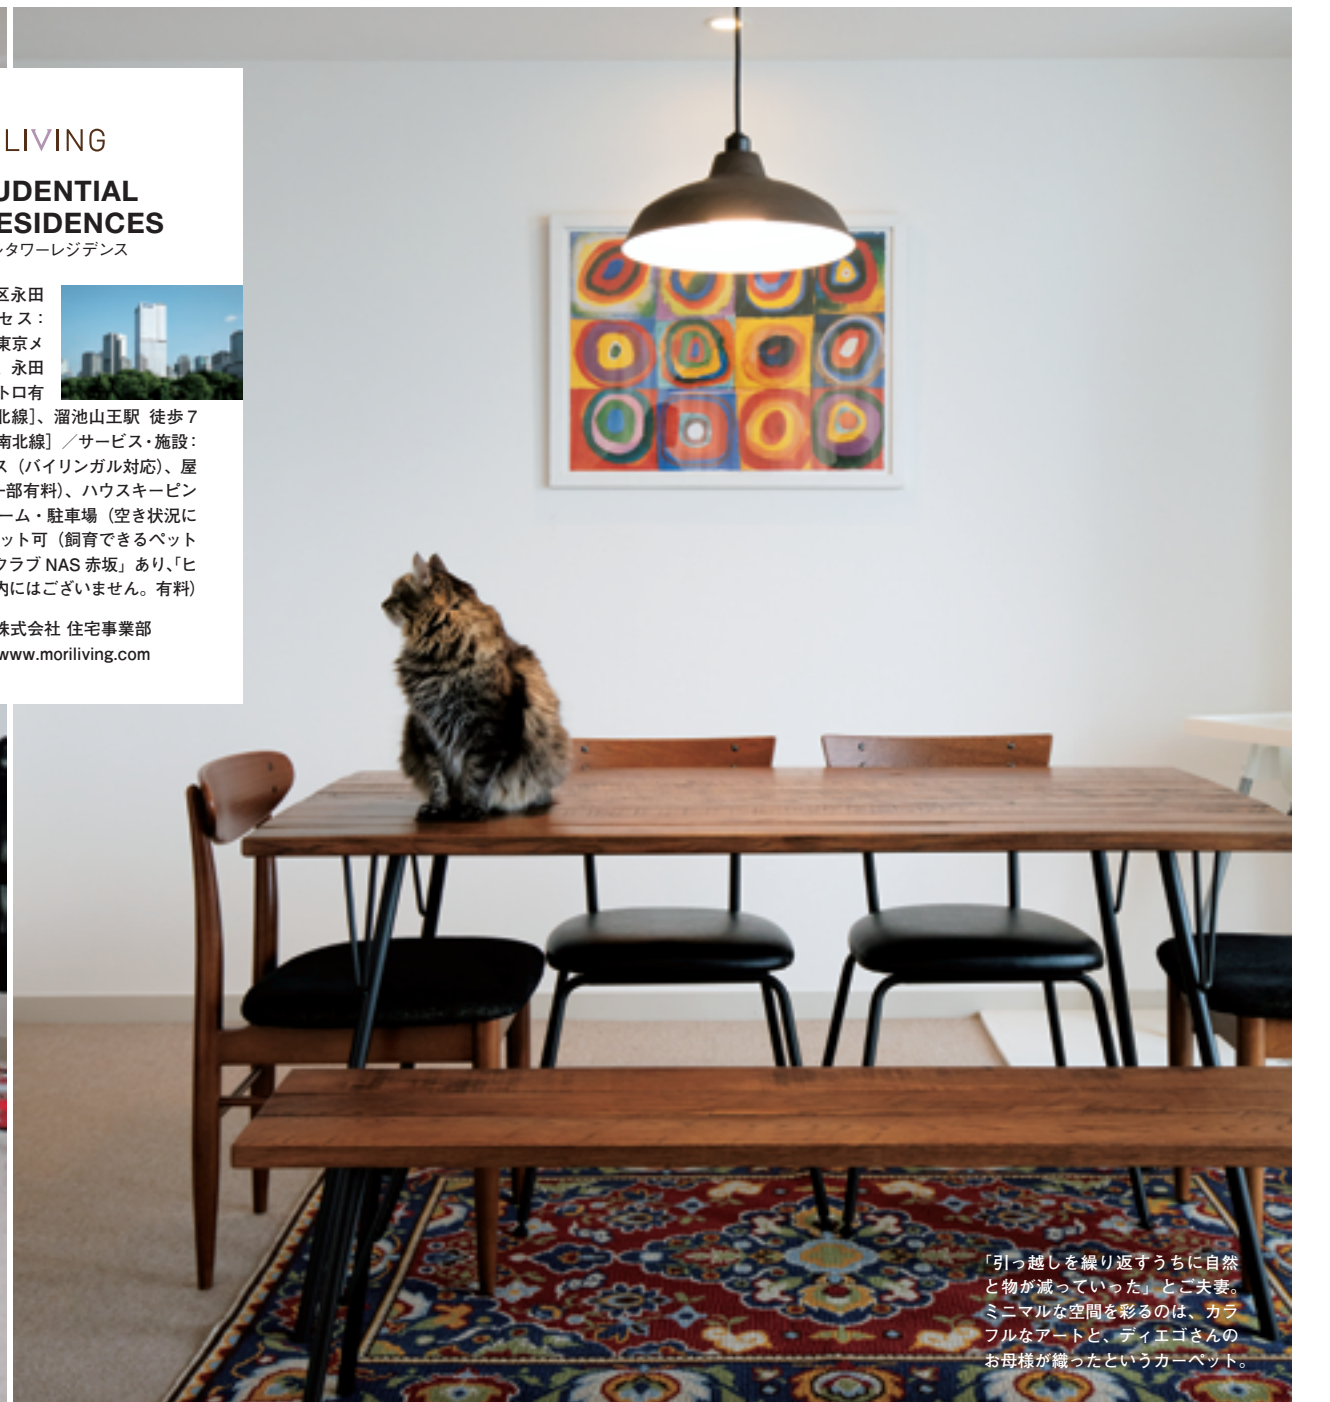 LIVING
UDENTIAL
ESIDENCES
タワーレジデンス
区永田
セス：
東京メ
永田
トロ有
北線］、溜池山王駅 徒歩７
南北線］／サービス・施設：
ス（バイリンガル対応）、屋
一部有料）、ハウスキーピン
ーム・駐車場（空き状況に
ット可（飼育できるペット
クラブ NAS 赤坂」あり、「ヒ
内にはございません。有料）
株式会社 住宅事業部
www.moriliving.com
「引っ越しを繰り返すうちに自然
と物が減っていった」とご夫妻。
ミニマルな空間を彩るのは、カラ
フルなアートと、ディエゴさんの
お母様が織ったというカーペット。